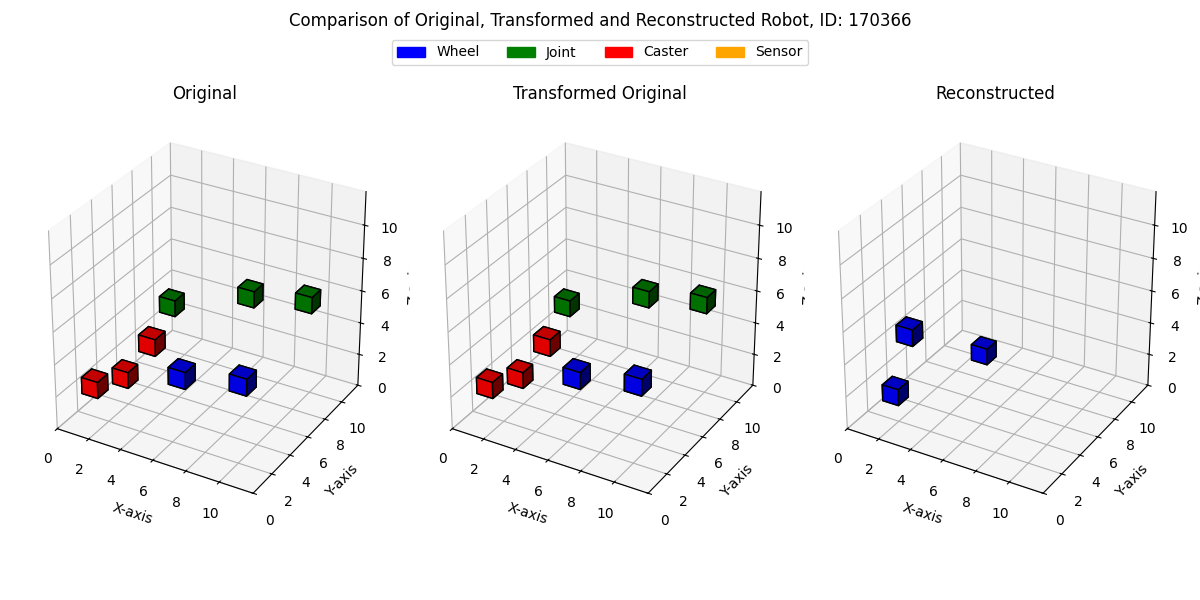 Comparison of Original, Transformed and Reconstructed Robot, ID: 170366
Wheel Joint Caster Sensor
Original Transformed Original Reconstructed
10 10 10
8 8 8
6 6 6
4 4 4
2 2 2
0 0 0
10 10 10
8 8 8
6 6 6
4 4 4
2 2 2
0 0 0
0 2 4 6 8 10 0 2 4 6 8 10 0 2 4 6 8 10
X-axis Y-axis X-axis Y-axis X-axis Y-axis